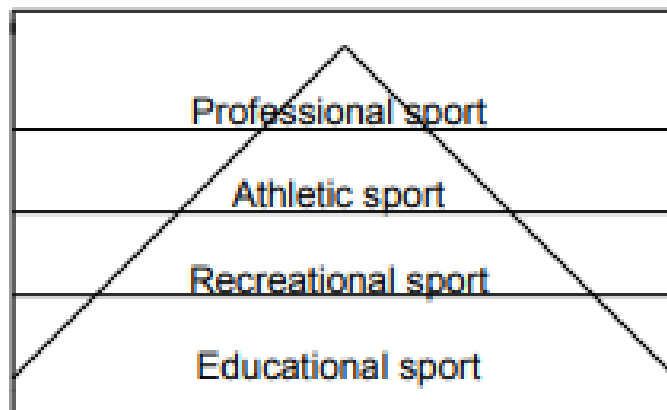 Professional sport
Athletic sport
Recreational sport
Educational sport